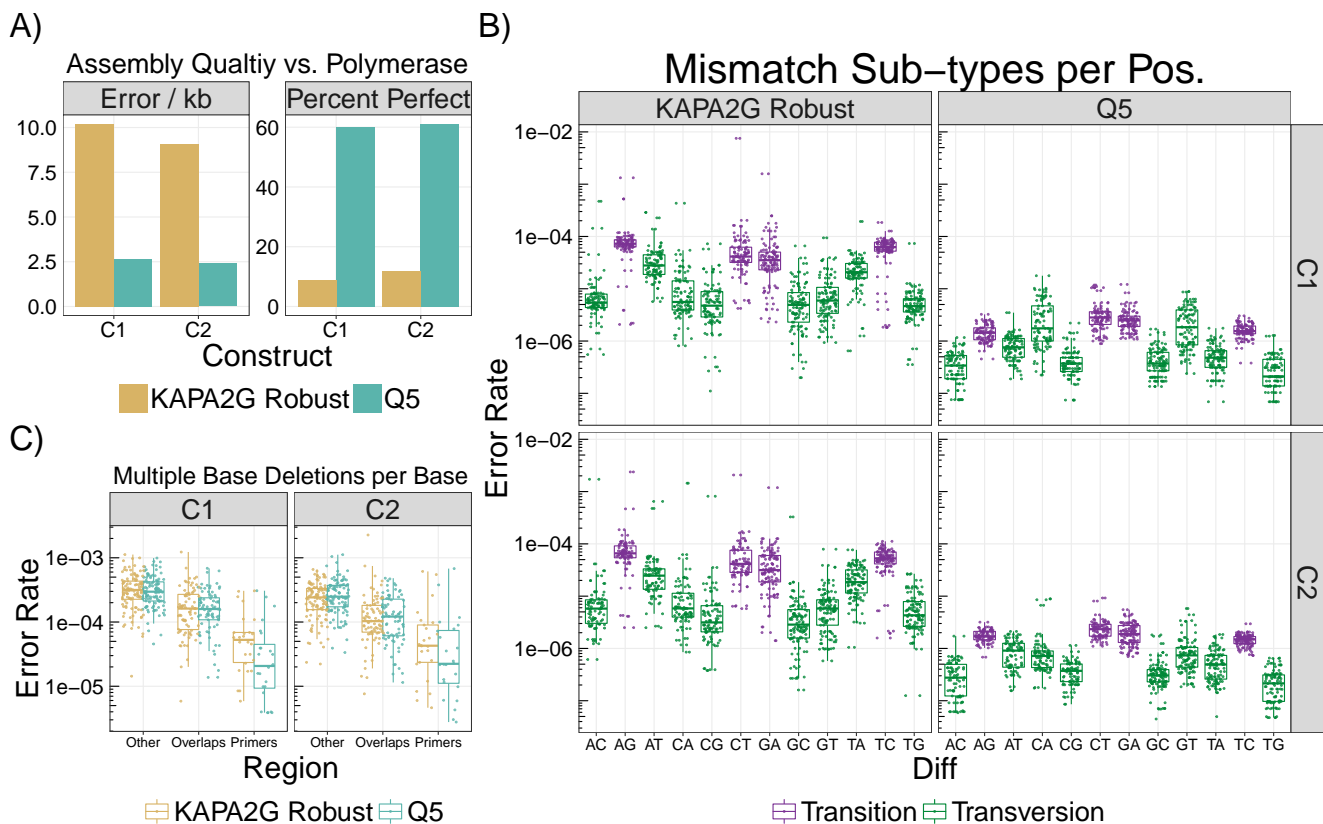 A)
Assembly Qualtiy vs. Polymerase
Error / kb
Percent Perfect
10.0
7.5
5.0
2.5
0.0
60
40
20
0
C1
C2
C1
C2
Construct
KAPA2G Robust
Q5
B)
Mismatch Sub−types per Pos.
KAPA2G Robust
Q5
C1
C2
Error Rate
1e−02
1e−04
1e−06
1e−02
1e−04
1e−06
AC AG AT CA CG CT GA GC GT TA TC TG
AC AG AT CA CG CT GA GC GT TA TC TG
Diff
Transition
Transversion
C)
Multiple Base Deletions per Base
C1
C2
Error Rate
1e−03
1e−04
1e−05
Other Overlaps Primers
Other Overlaps Primers
Region
KAPA2G Robust
Q5